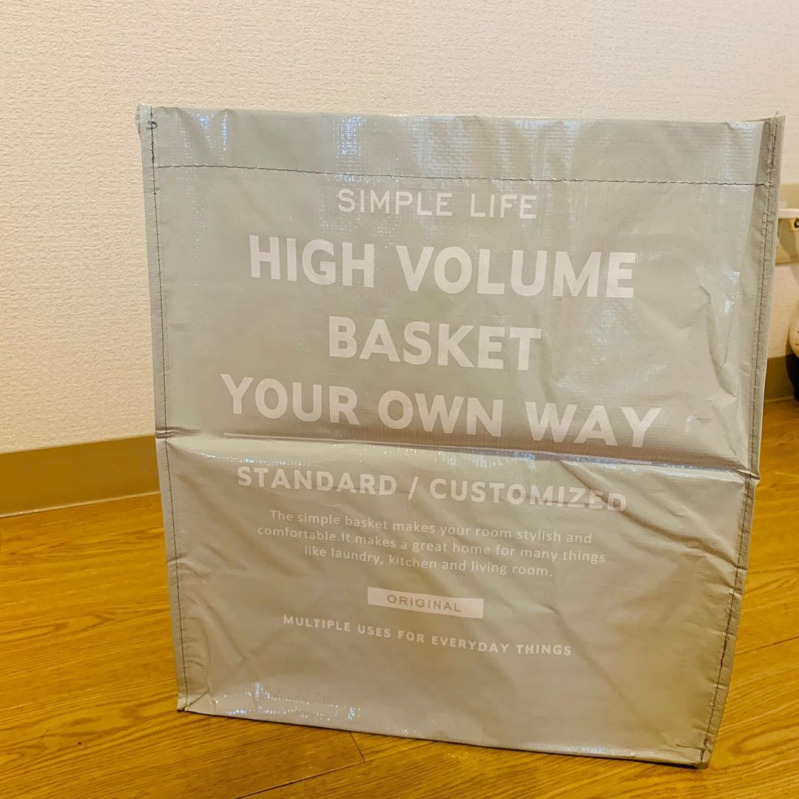 SIMPLE LIFE
HIGH VOLUME
BASKET
YOUR OWN WAY
STANDARD / CUSTOMIZED
The simple basket makes your room stylish and
comfortable.It makes a great home for many things
like laundry, kitchen and living room.
ORIGINAL
MULTIPLE USES FOR EVERYDAY THINGS